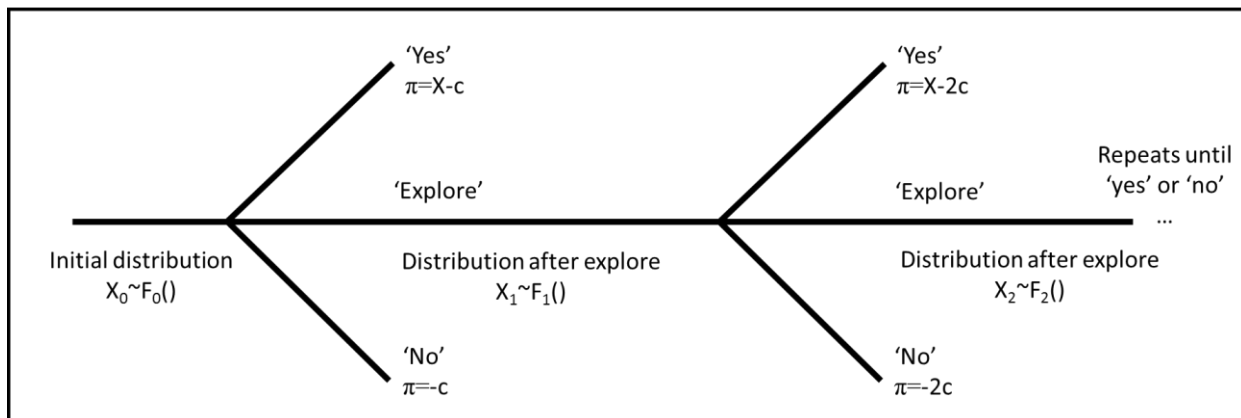 ‘Yes’
π=X-c
‘Yes’
π=X-2c
‘Explore’
‘Explore’
Repeats until
‘yes’ or ‘no’
...
Initial distribution
X₀~F₀()
Distribution after explore
X₁~F₁()
Distribution after explore
X₂~F₂()
‘No’
π=-c
‘No’
π=-2c